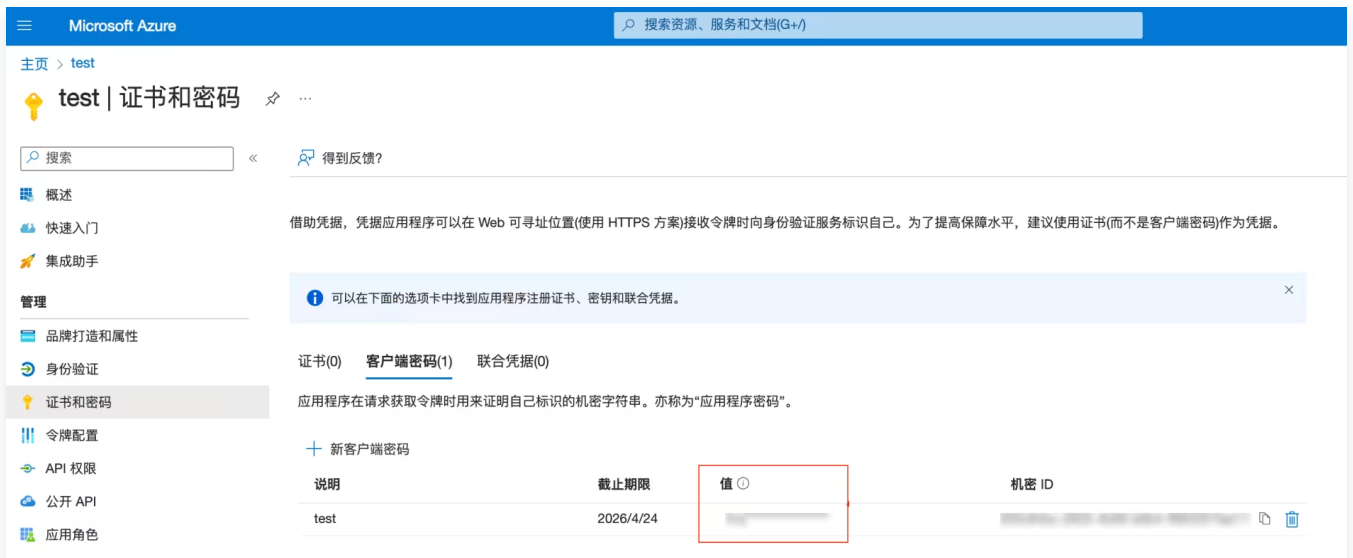 Microsoft Azure
搜索资源、服务和文档(G+/)
主页 > test
test | 证书和密码
搜索
得到反馈?
概述
快速入门
集成助手
管理
品牌打造和属性
身份验证
证书和密码
令牌配置
API 权限
公开 API
应用角色
借助凭据，凭据应用程序可以在 Web 可寻址位置(使用 HTTPS 方案)接收令牌时向身份验证服务标识自己。为了提高保障水平，建议使用证书(而不是客户端密码)作为凭据。
可以在下面的选项卡中找到应用程序注册证书、密钥和联合凭据。
证书(0) 客户端密码(1) 联合凭据(0)
应用程序在请求获取令牌时用来证明自己标识的机密字符串。亦称为“应用程序密码”。
新客户端密码
说明 截止期限 值 机密 ID
test 2026/4/24